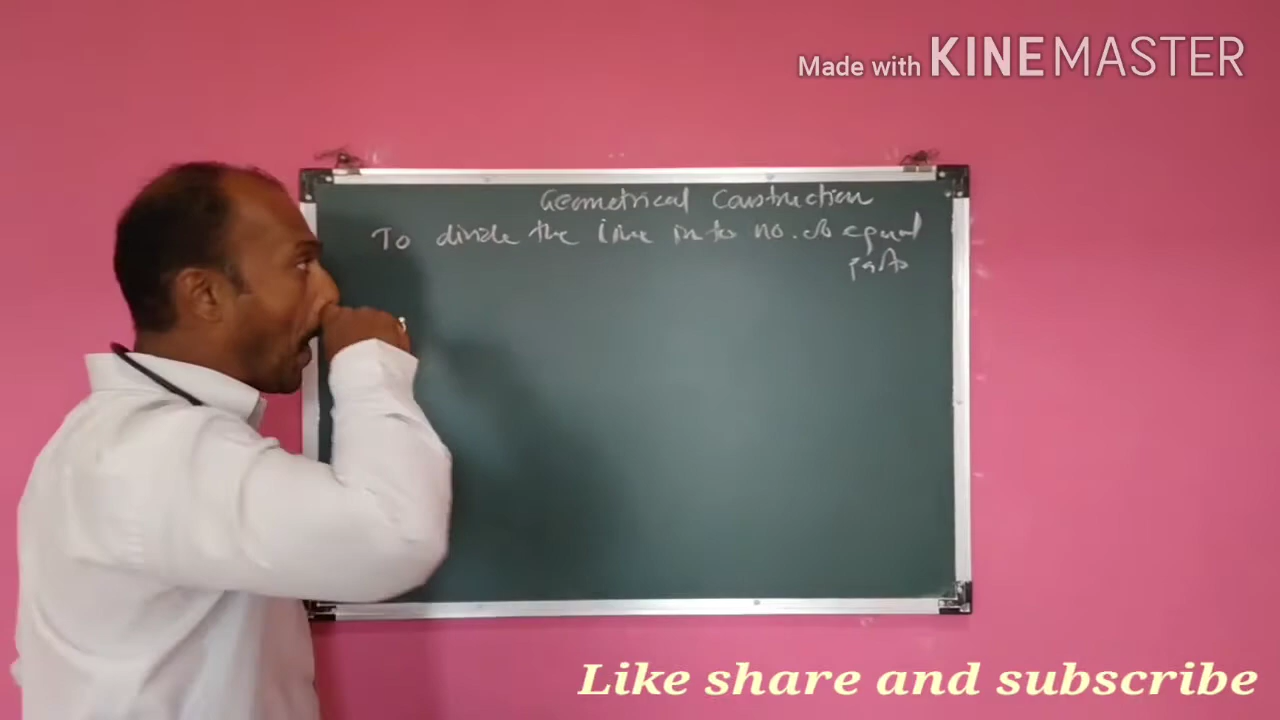 Made with KINEMASTER
Geometrical Construction
To divide the line into no. of equal
parts
Like share and subscribe